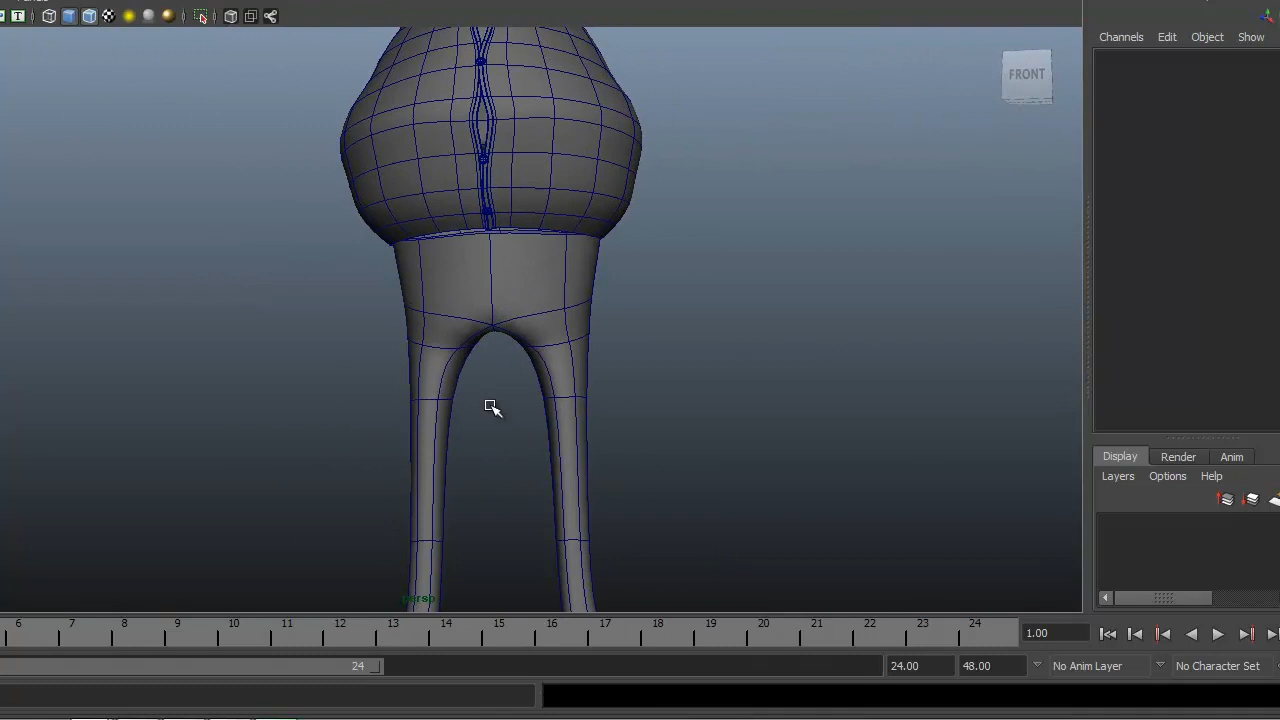 T
Channels Edit Object Show
FRONT
Display Render Anim
Layers Options Help
persp
6 7 8 9 10 11 12 13 14 15 16 17 18 19 20 21 22 23 24
1.00
24
24.00 48.00 No Anim Layer No Character Set